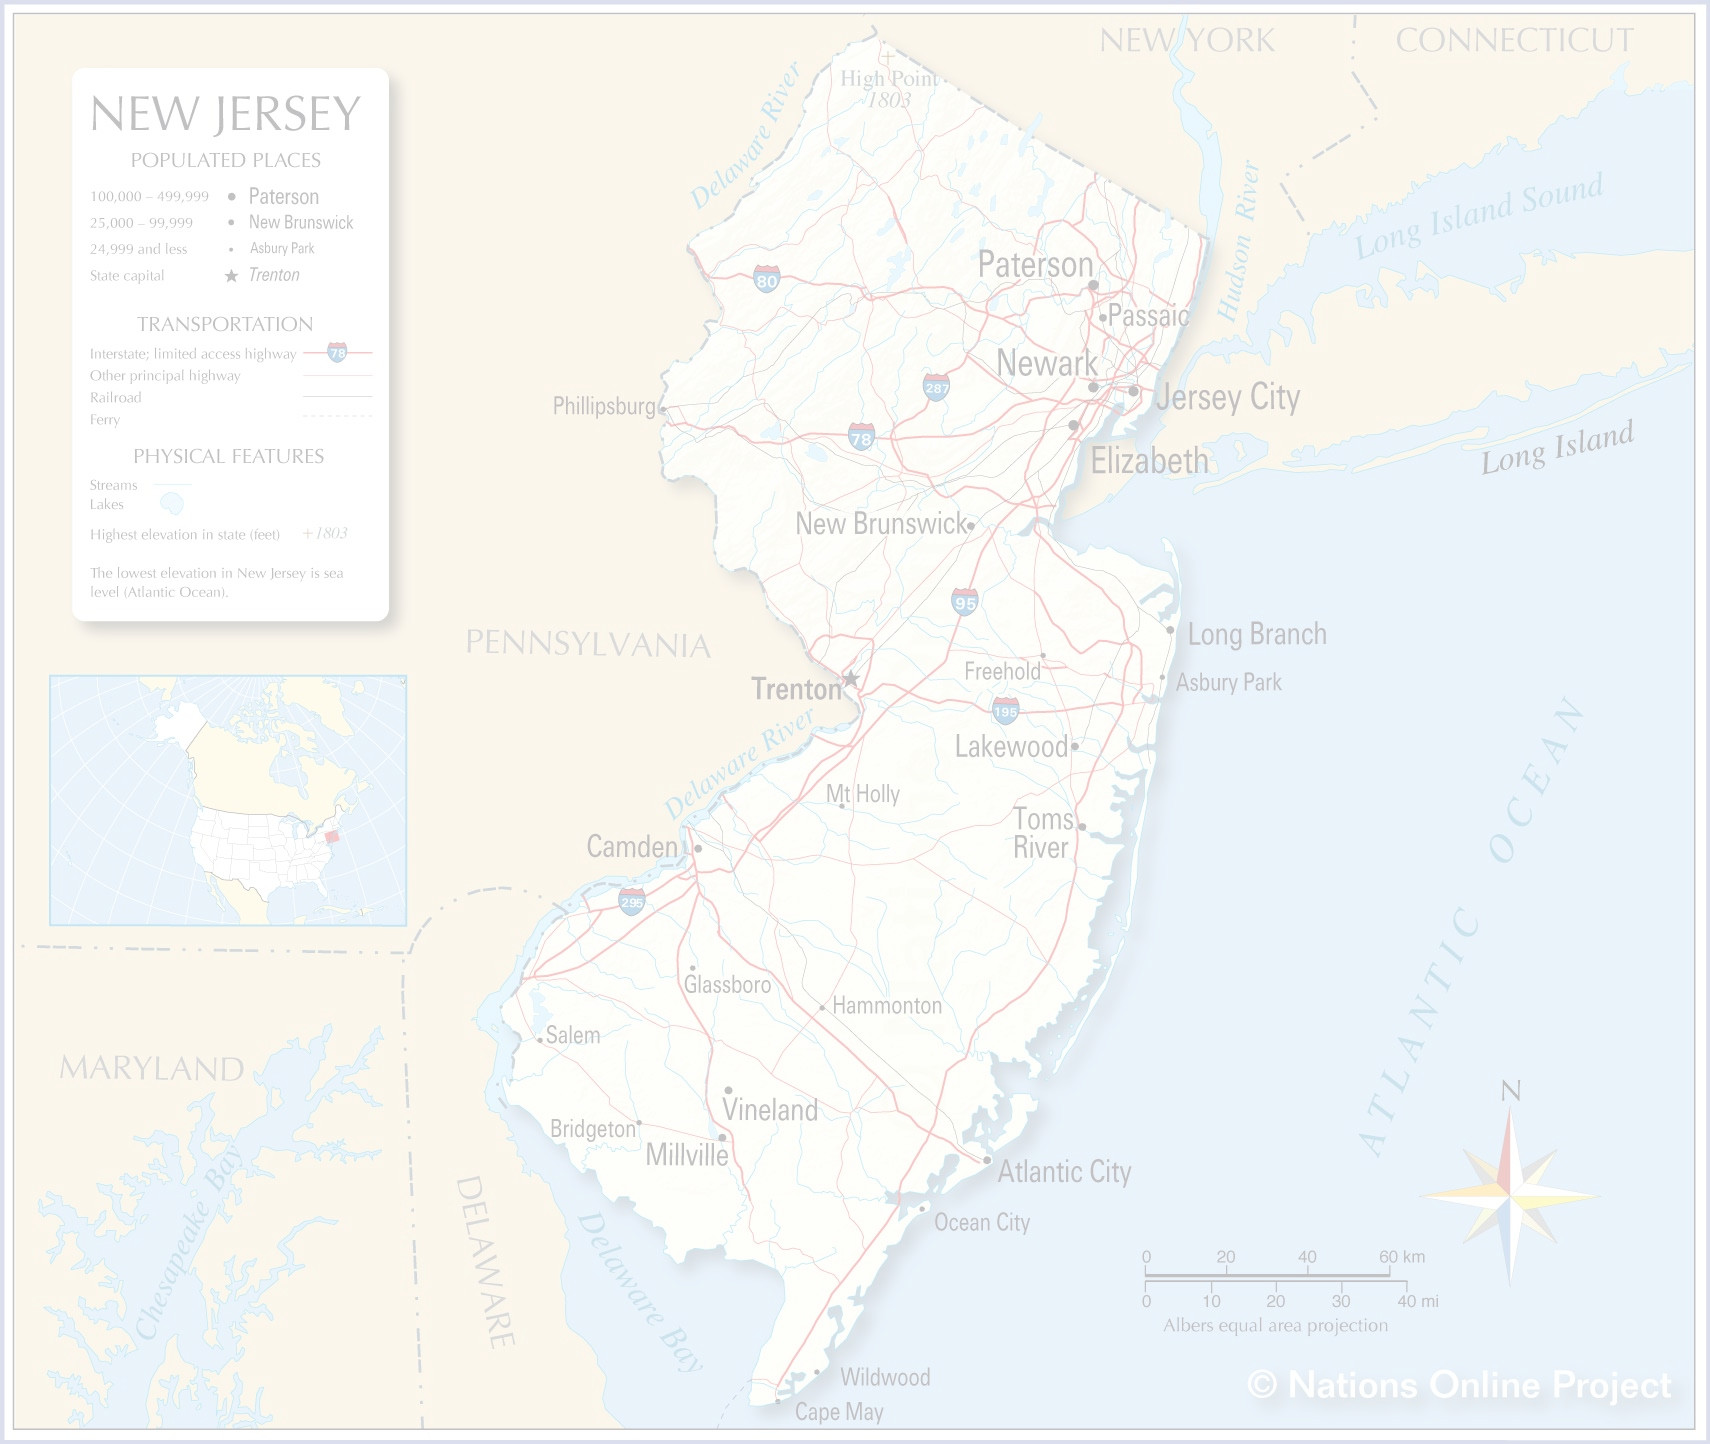 NEW JERSEY
POPULATED PLACES
100,000 – 499,999 Paterson
25,000 – 99,999 New Brunswick
24,999 and less Asbury Park
State capital Trenton
TRANSPORTATION
Interstate; limited access highway 78
Other principal highway
Railroad
Ferry
PHYSICAL FEATURES
Streams
Lakes
Highest elevation in state (feet) +1803
The lowest elevation in New Jersey is sea
level (Atlantic Ocean).
NEW YORK
CONNECTICUT
High Point
1803
Delaware River
Hudson River
Long Island Sound
Paterson
80
Passaic
Newark
287
Jersey City
Phillipsburg
78
Elizabeth
Long Island
New Brunswick
95
PENNSYLVANIA
Long Branch
Freehold
Asbury Park
Trenton
195
Delaware River
Lakewood
Mt Holly
Toms
River
Camden
295
ATLANTIC OCEAN
Glassboro
Hammonton
Salem
MARYLAND
Vineland
Bridgeton
Millville
Atlantic City
N
Chesapeake Bay
DELAWARE
Delaware Bay
Ocean City
0 20 40 60 km
0 10 20 30 40 mi
Albers equal area projection
Wildwood
Cape May
© Nations Online Project